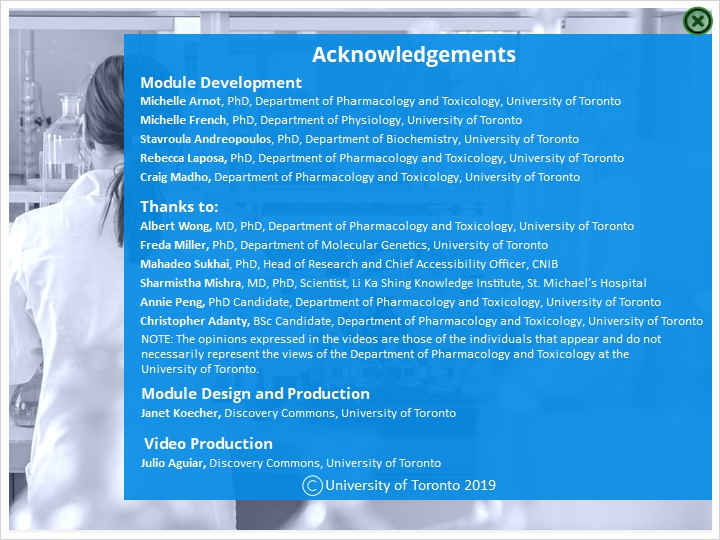 Acknowledgements
Module Development
Michelle Arnot, PhD, Department of Pharmacology and Toxicology, University of Toronto
Michelle French, PhD, Department of Physiology, University of Toronto
Stavroula Andreopoulos, PhD, Department of Biochemistry, University of Toronto
Rebecca Laposa, PhD, Department of Pharmacology and Toxicology, University of Toronto
Craig Madho, Department of Pharmacology and Toxicology, University of Toronto
Thanks to:
Albert Wong, MD, PhD, Department of Pharmacology and Toxicology, University of Toronto
Freda Miller, PhD, Department of Molecular Genetics, University of Toronto
Mahadeo Sukhai, PhD, Head of Research and Chief Accessibility Officer, CNIB
Sharmistha Mishra, MD, PhD, Scientist, Li Ka Shing Knowledge Institute, St. Michael’s Hospital
Annie Peng, PhD Candidate, Department of Pharmacology and Toxicology, University of Toronto
Christopher Adanty, BSc Candidate, Department of Pharmacology and Toxicology, University of Toronto
NOTE: The opinions expressed in the videos are those of the individuals that appear and do not
necessarily represent the views of the Department of Pharmacology and Toxicology at the
University of Toronto.
Module Design and Production
Janet Koecher, Discovery Commons, University of Toronto
Video Production
Julio Aguiar, Discovery Commons, University of Toronto
©University of Toronto 2019